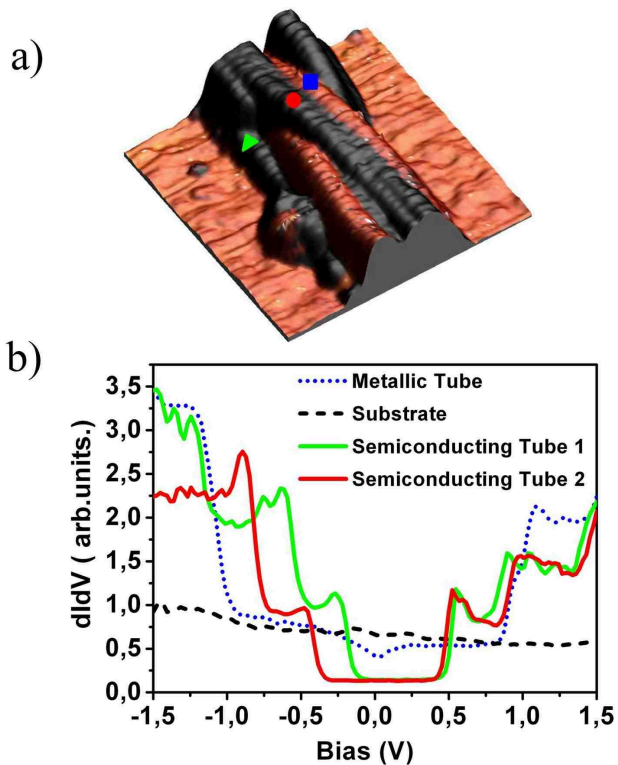 a)
b)
3,5
3,0
2,5
2,0
1,5
1,0
0,5
0,0
dIdV ( arb.units.)
Metallic Tube
Substrate
Semiconducting Tube 1
Semiconducting Tube 2
-1,5 -1,0 -0,5 0,0 0,5 1,0 1,5
Bias (V)